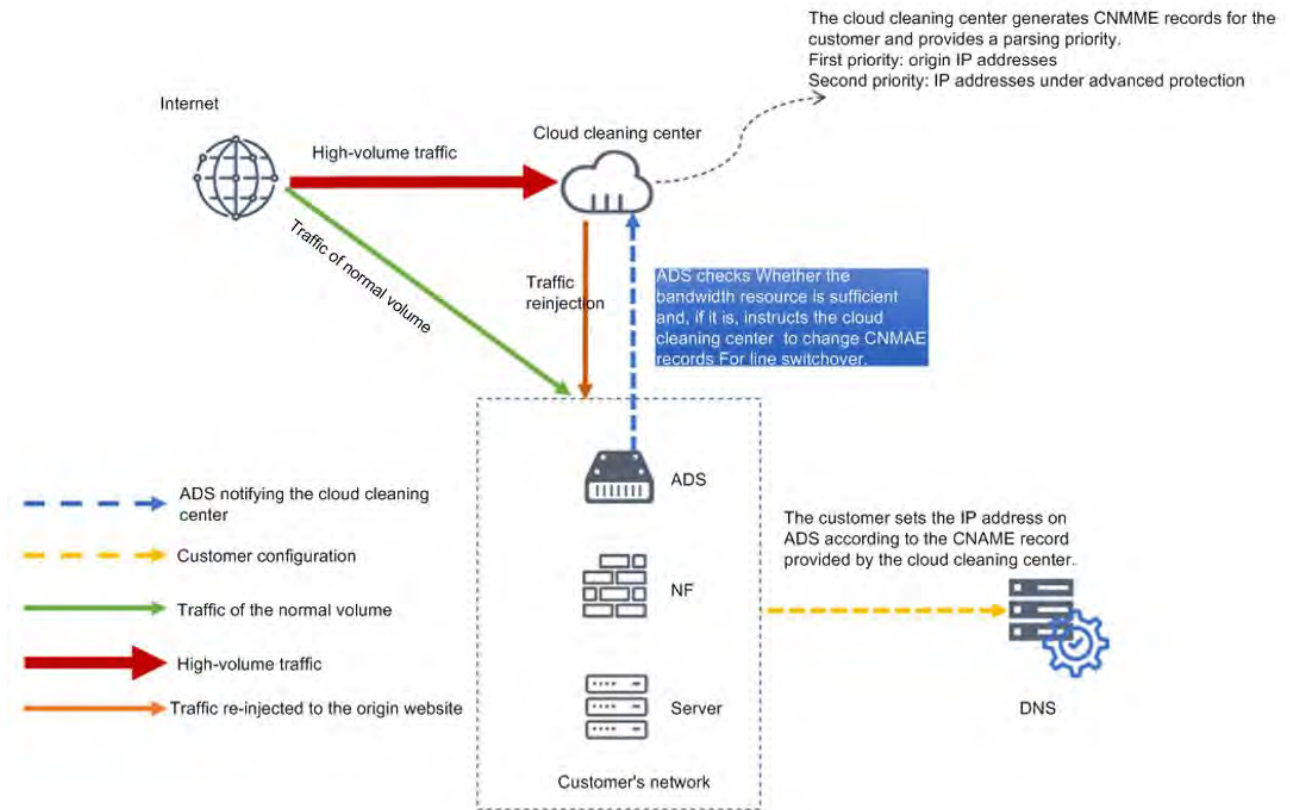 The cloud cleaning center generates CNMME records for the
customer and provides a parsing priority.
First priority: origin IP addresses
Second priority: IP addresses under advanced protection
Internet
Cloud cleaning center
High-volume traffic
Traffic of normal volume
Traffic
reinjection
ADS checks Whether the
bandwidth resource is sufficient
and, if it is, instructs the cloud
cleaning center to change CNMAE
records For line switchover.
ADS
NF
Server
Customer's network
The customer sets the IP address on
ADS according to the CNAME record
provided by the cloud cleaning center.
DNS
ADS notifying the cloud cleaning
center
Customer configuration
Traffic of the normal volume
High-volume traffic
Traffic re-injected to the origin website